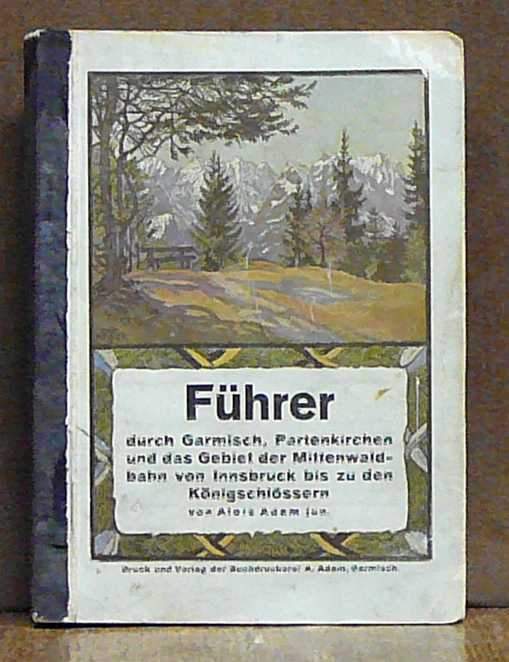 Führer
durch Garmisch, Partenkirchen
und das Gebiet der Mittenwald-
bahn von Innsbruck bis zu den
Königschlössern
von Alois Adam jun.
Druck und Verlag der Buchdruckerei A. Adam, Garmisch.